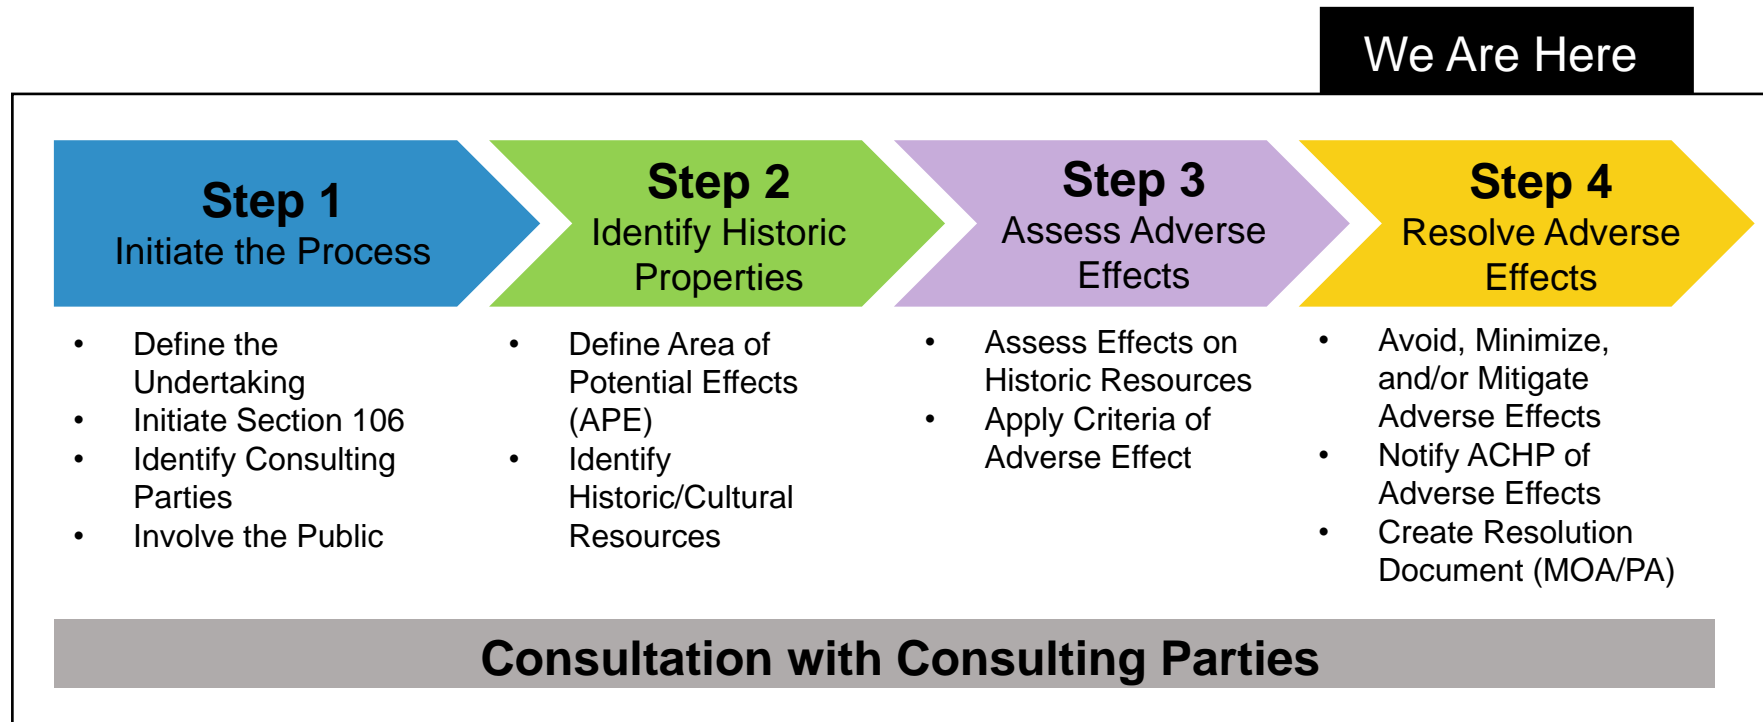 We Are Here
Step 1
Initiate the Process
• Define the
Undertaking
• Initiate Section 106
• Identify Consulting
Parties
• Involve the Public
Step 2
Identify Historic
Properties
• Define Area of
Potential Effects
(APE)
• Identify
Historic/Cultural
Resources
Step 3
Assess Adverse
Effects
• Assess Effects on
Historic Resources
• Apply Criteria of
Adverse Effect
Step 4
Resolve Adverse
Effects
• Avoid, Minimize,
and/or Mitigate
Adverse Effects
• Notify ACHP of
Adverse Effects
• Create Resolution
Document (MOA/PA)
Consultation with Consulting Parties